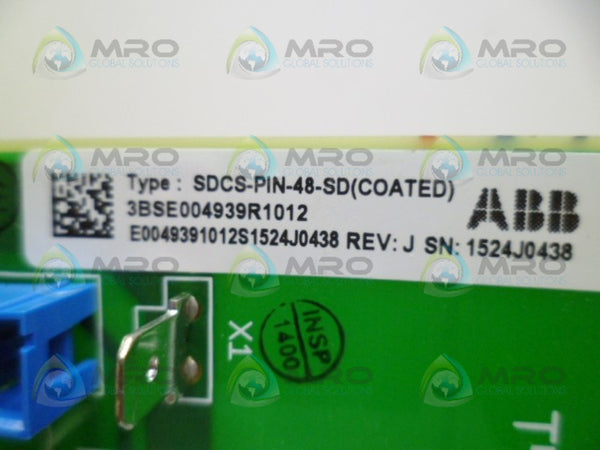 MRO GLOBAL SOLUTIONS
Type : SDCS-PIN-48-SD(COATED)
3BSE004939R1012
E0049391012S1524J0438 REV: J SN: 1524J0438
ABB
X1
INSP
1400